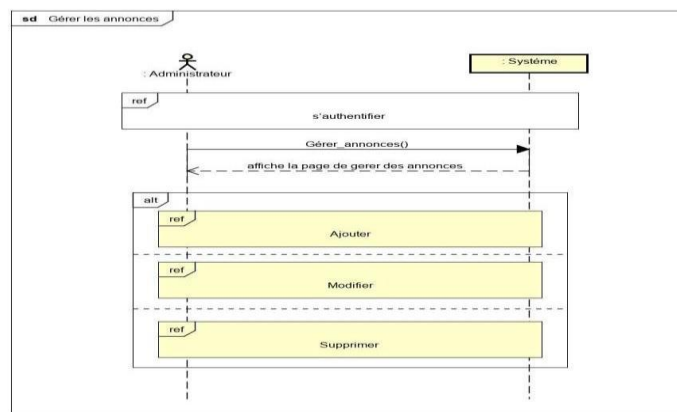 sd Gérer les annonces
: Administrateur
: Systéme
ref
s'authentifier
Gérer_annonces()
affiche la page de gerer des annonces
alt
ref
Ajouter
ref
Modifier
ref
Supprimer